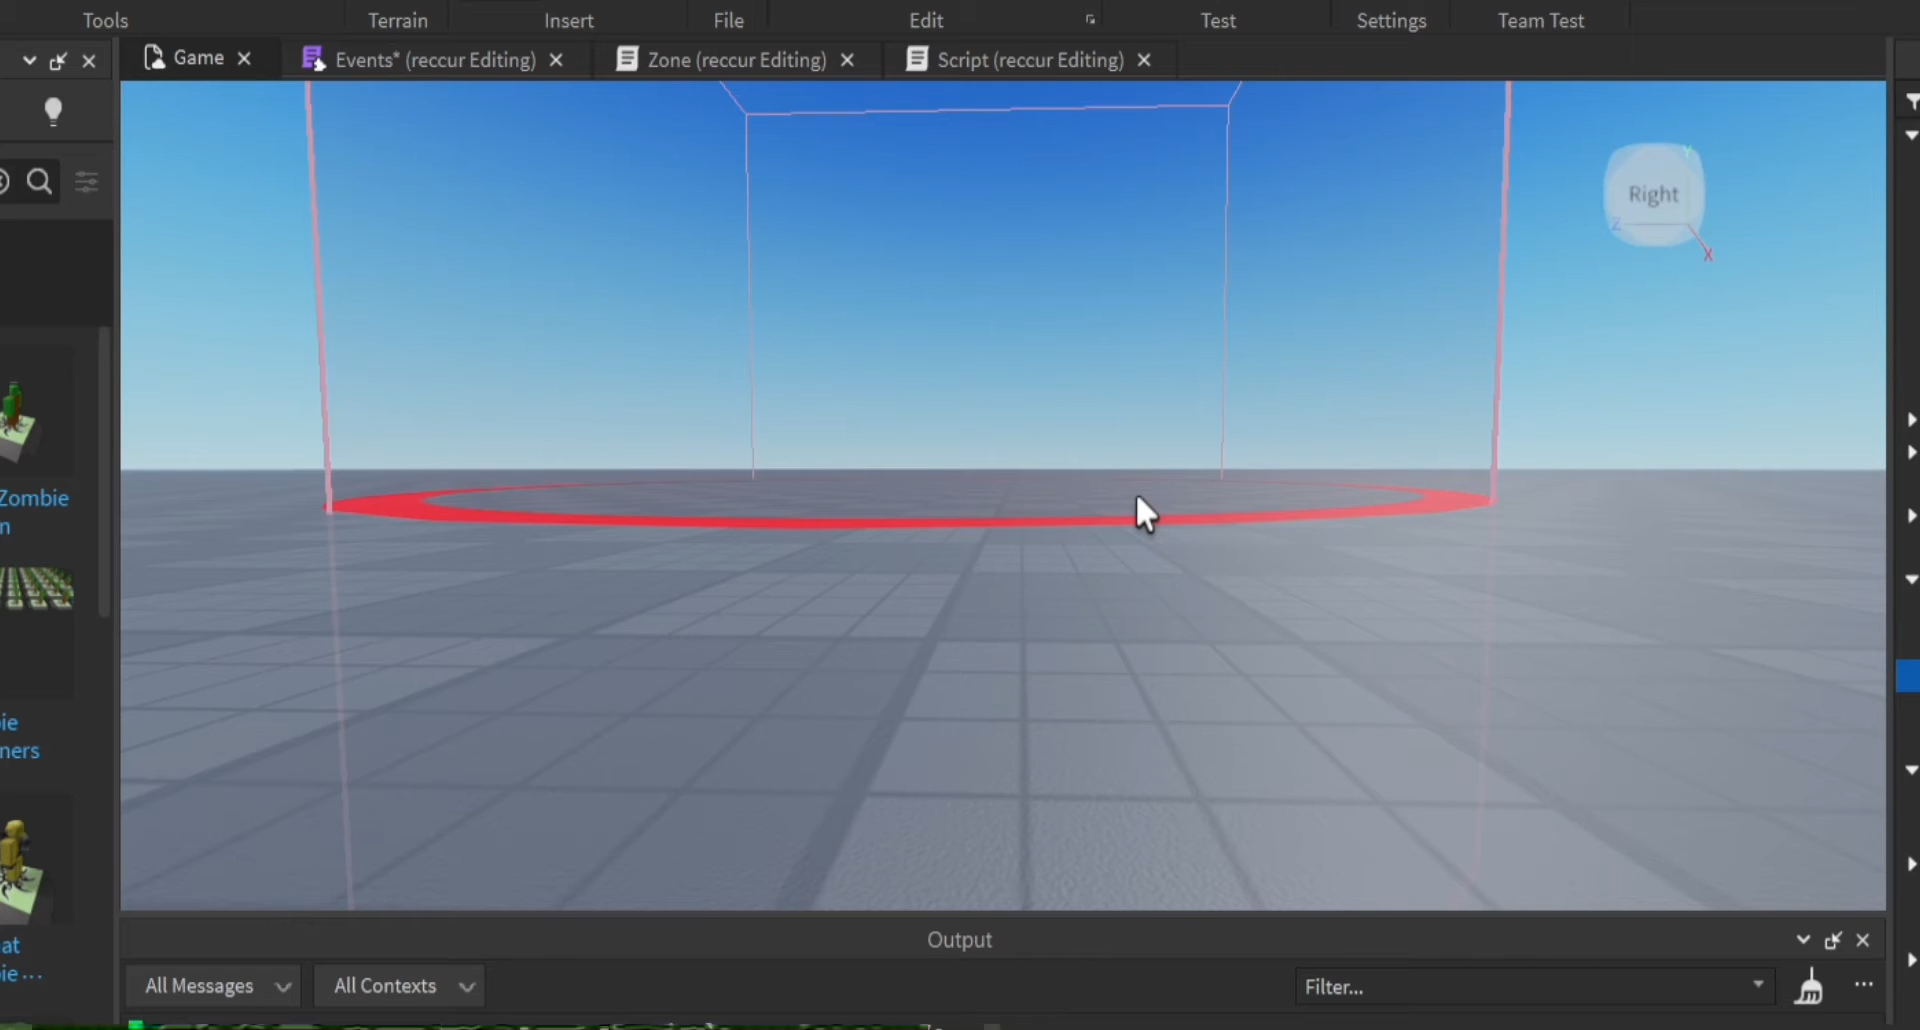 Tools Terrain Insert File Edit Test Settings Team Test
Game Events* (reccur Editing) Zone (reccur Editing) Script (reccur Editing)
Y
Right
Z
X
Zombie
n
ie
ners
at
ie...
Output
All Messages All Contexts Filter...